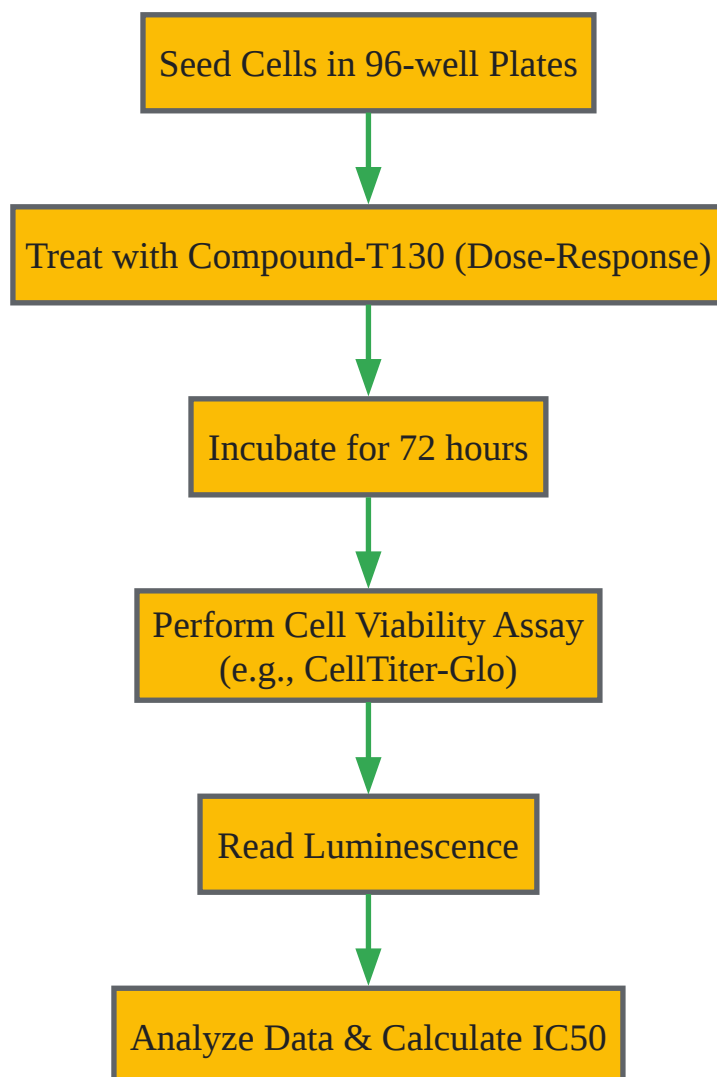 Seed Cells in 96-well Plates
Treat with Compound-T130 (Dose-Response)
Incubate for 72 hours
Perform Cell Viability Assay
(e.g., CellTiter-Glo)
Read Luminescence
Analyze Data & Calculate IC50